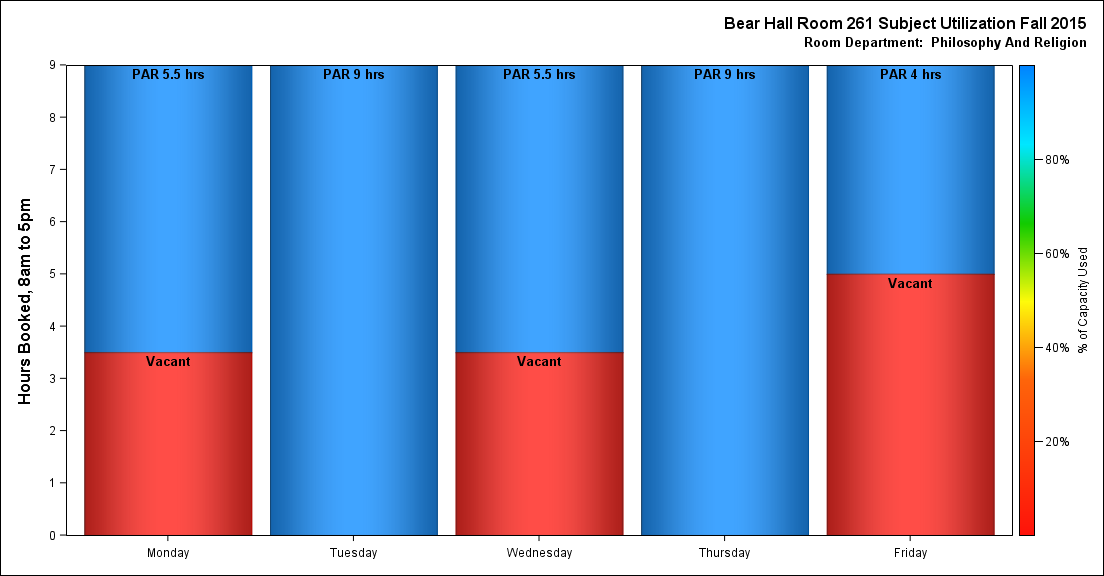 Bear Hall Room 261 Subject Utilization Fall 2015
Room Department:  Philosophy And Religion
Hours Booked, 8am to 5pm
9
8
7
6
5
4
3
2
1
0
PAR 5.5 hrs
PAR 9 hrs
PAR 5.5 hrs
PAR 9 hrs
PAR 4 hrs
Vacant
Vacant
Vacant
Monday
Tuesday
Wednesday
Thursday
Friday
80%
60%
40%
20%
% of Capacity Used